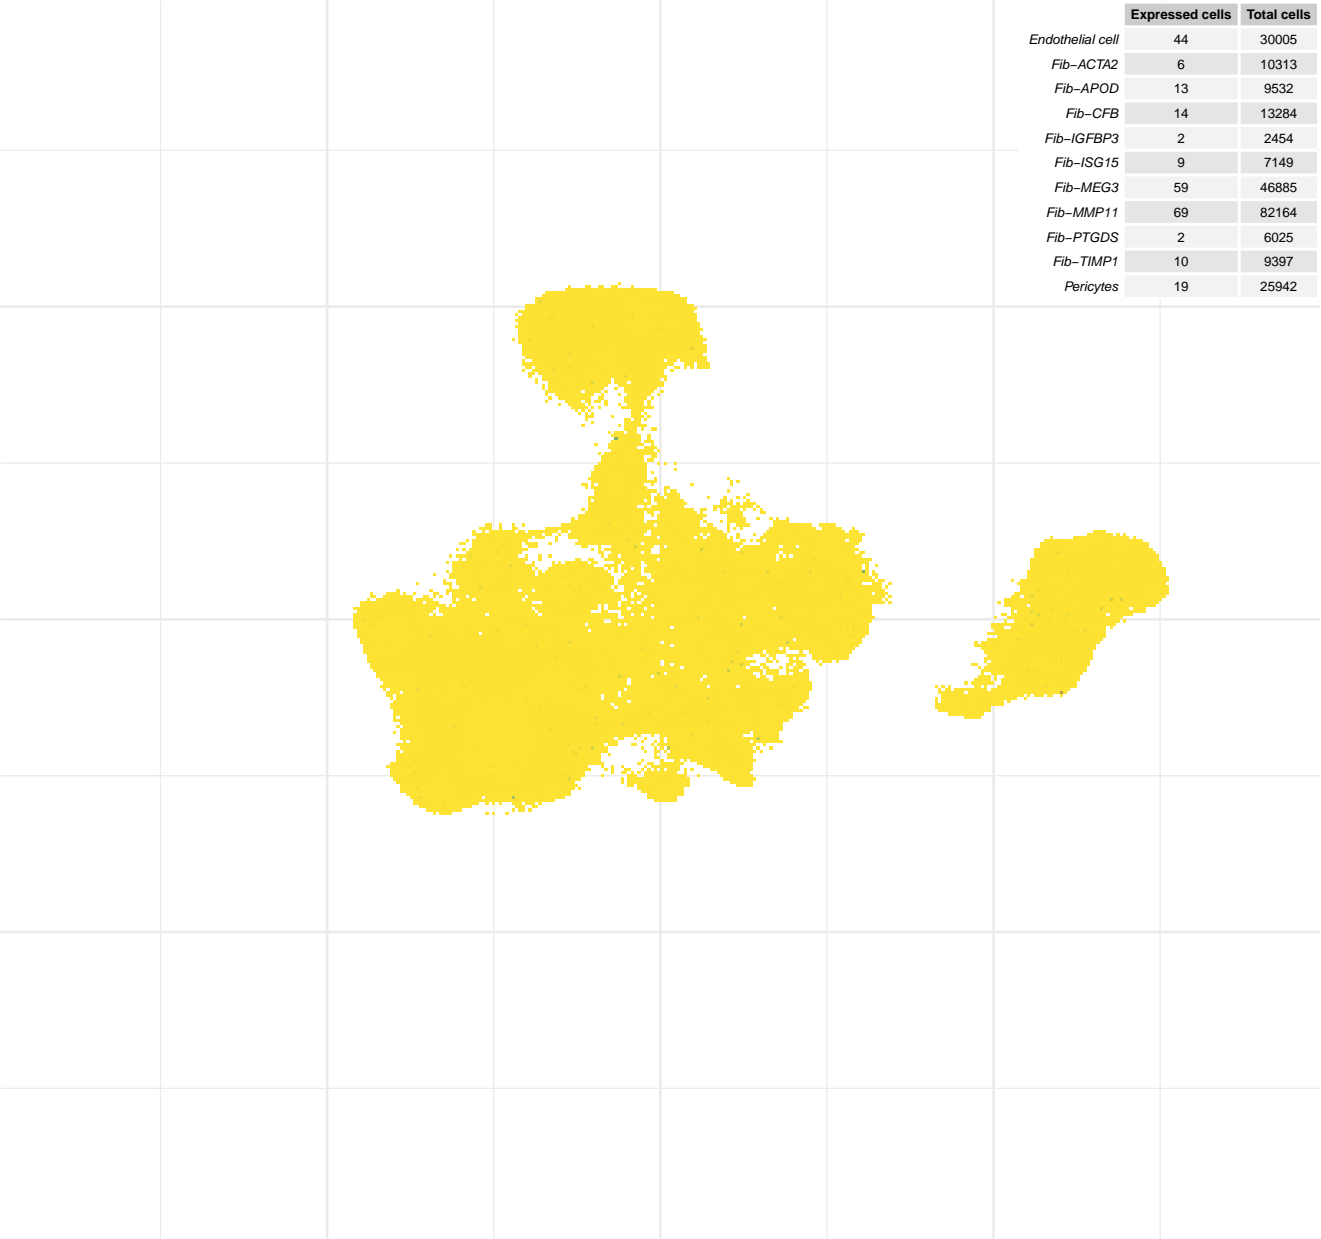 Expressed cells Total cells
Endothelial cell 44 30005
Fib−ACTA2 6 10313
Fib−APOD 13 9532
Fib−CFB 14 13284
Fib−IGFBP3 2 2454
Fib−ISG15 9 7149
Fib−MEG3 59 46885
Fib−MMP11 69 82164
Fib−PTGDS 2 6025
Fib−TIMP1 10 9397
Pericytes 19 25942